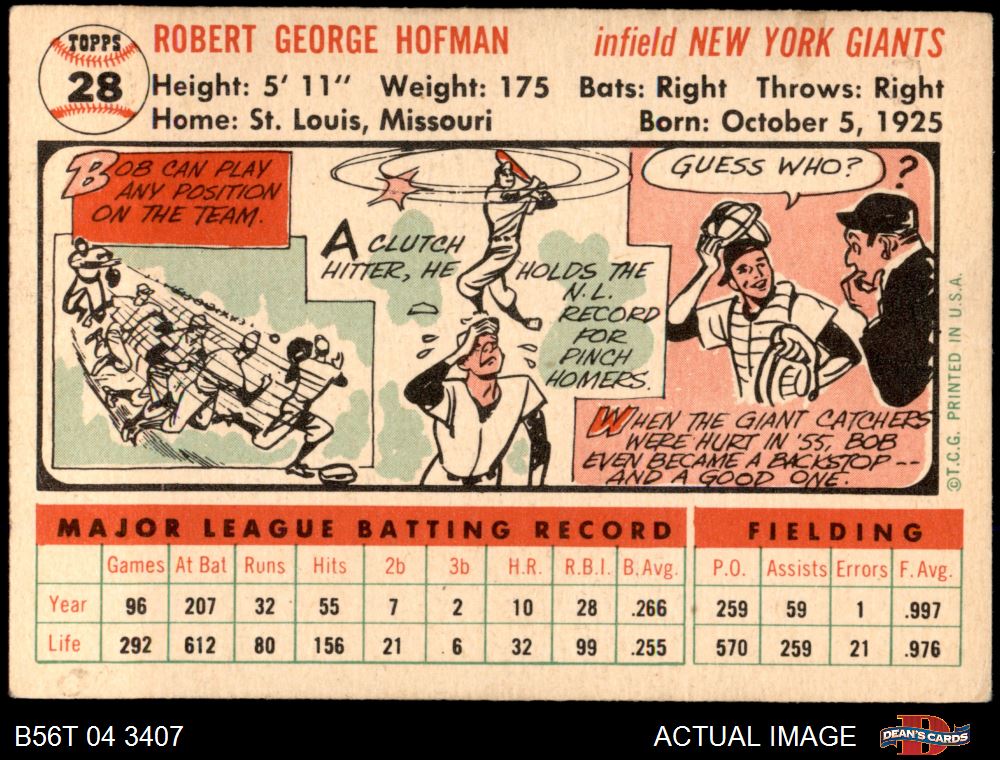 TOPPS
28
ROBERT GEORGE HOFMAN
infield NEW YORK GIANTS
Height: 5' 11" Weight: 175 Bats: Right Throws: Right
Home: St. Louis, Missouri Born: October 5, 1925
BOB CAN PLAY
ANY POSITION
ON THE TEAM.
A CLUTCH
HITTER, HE
HOLDS THE
N.L.
RECORD
FOR
PINCH
HOMERS.
GUESS WHO?
?
WHEN THE GIANT CATCHERS
WERE HURT IN '55, BOB
EVEN BECAME A BACKSTOP--
AND A GOOD ONE.
©T.C.G. PRINTED IN U.S.A.
MAJOR LEAGUE BATTING RECORD FIELDING
Games At Bat Runs Hits 2b 3b H.R. R.B.I. B.Avg. P.O. Assists Errors F. Avg.
Year 96 207 32 55 7 2 10 28 .266 259 59 1 .997
Life 292 612 80 156 21 6 32 99 .255 570 259 21 .976
B56T 04 3407 ACTUAL IMAGE
DEAN'S CARDS